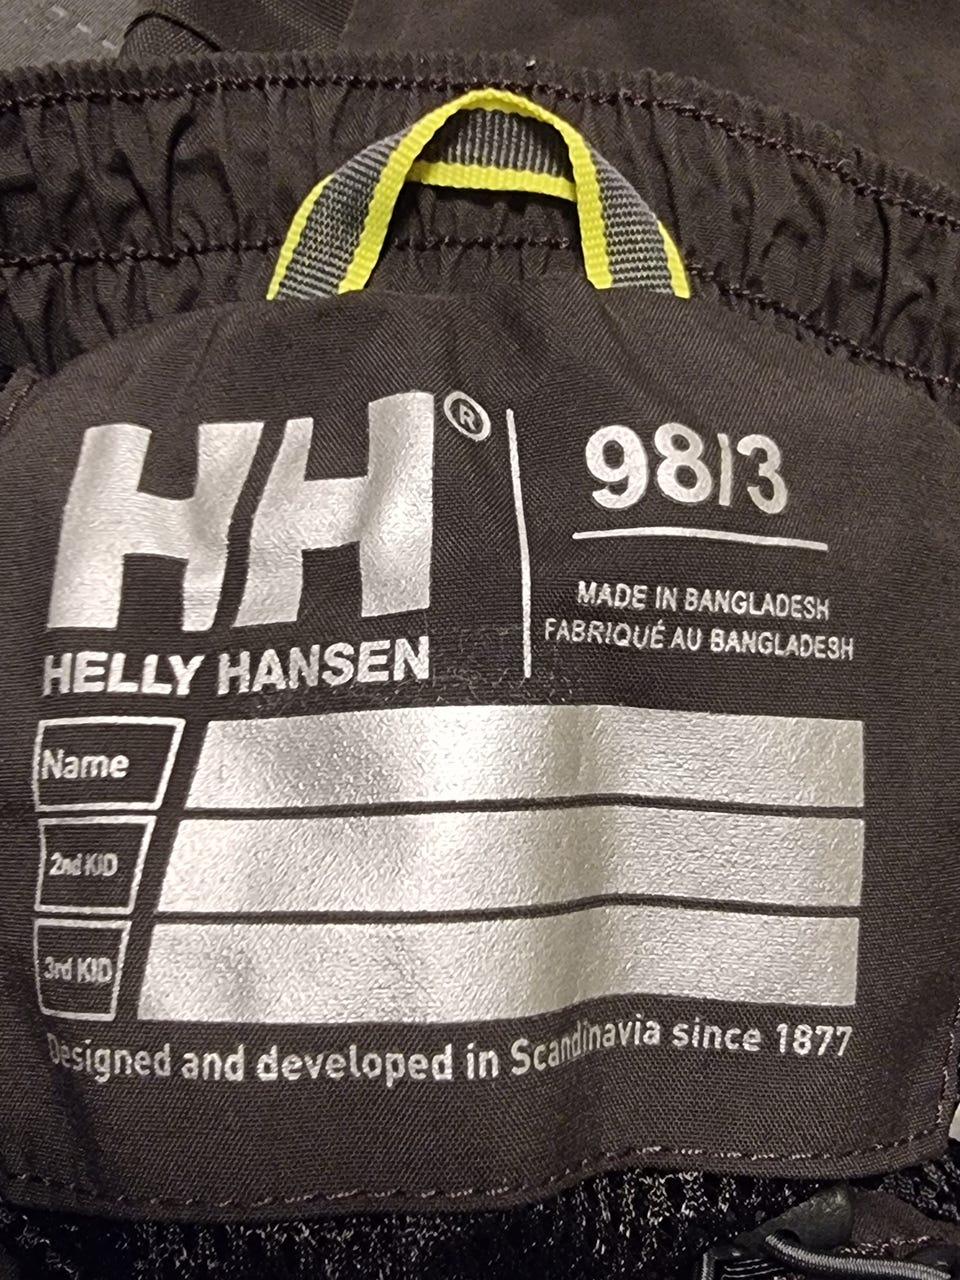 HH®
HELLY HANSEN
98/3
MADE IN BANGLADESH
FABRIQUÉ AU BANGLADESH
Name
2nd KID
3rd KID
Designed and developed in Scandinavia since 1877